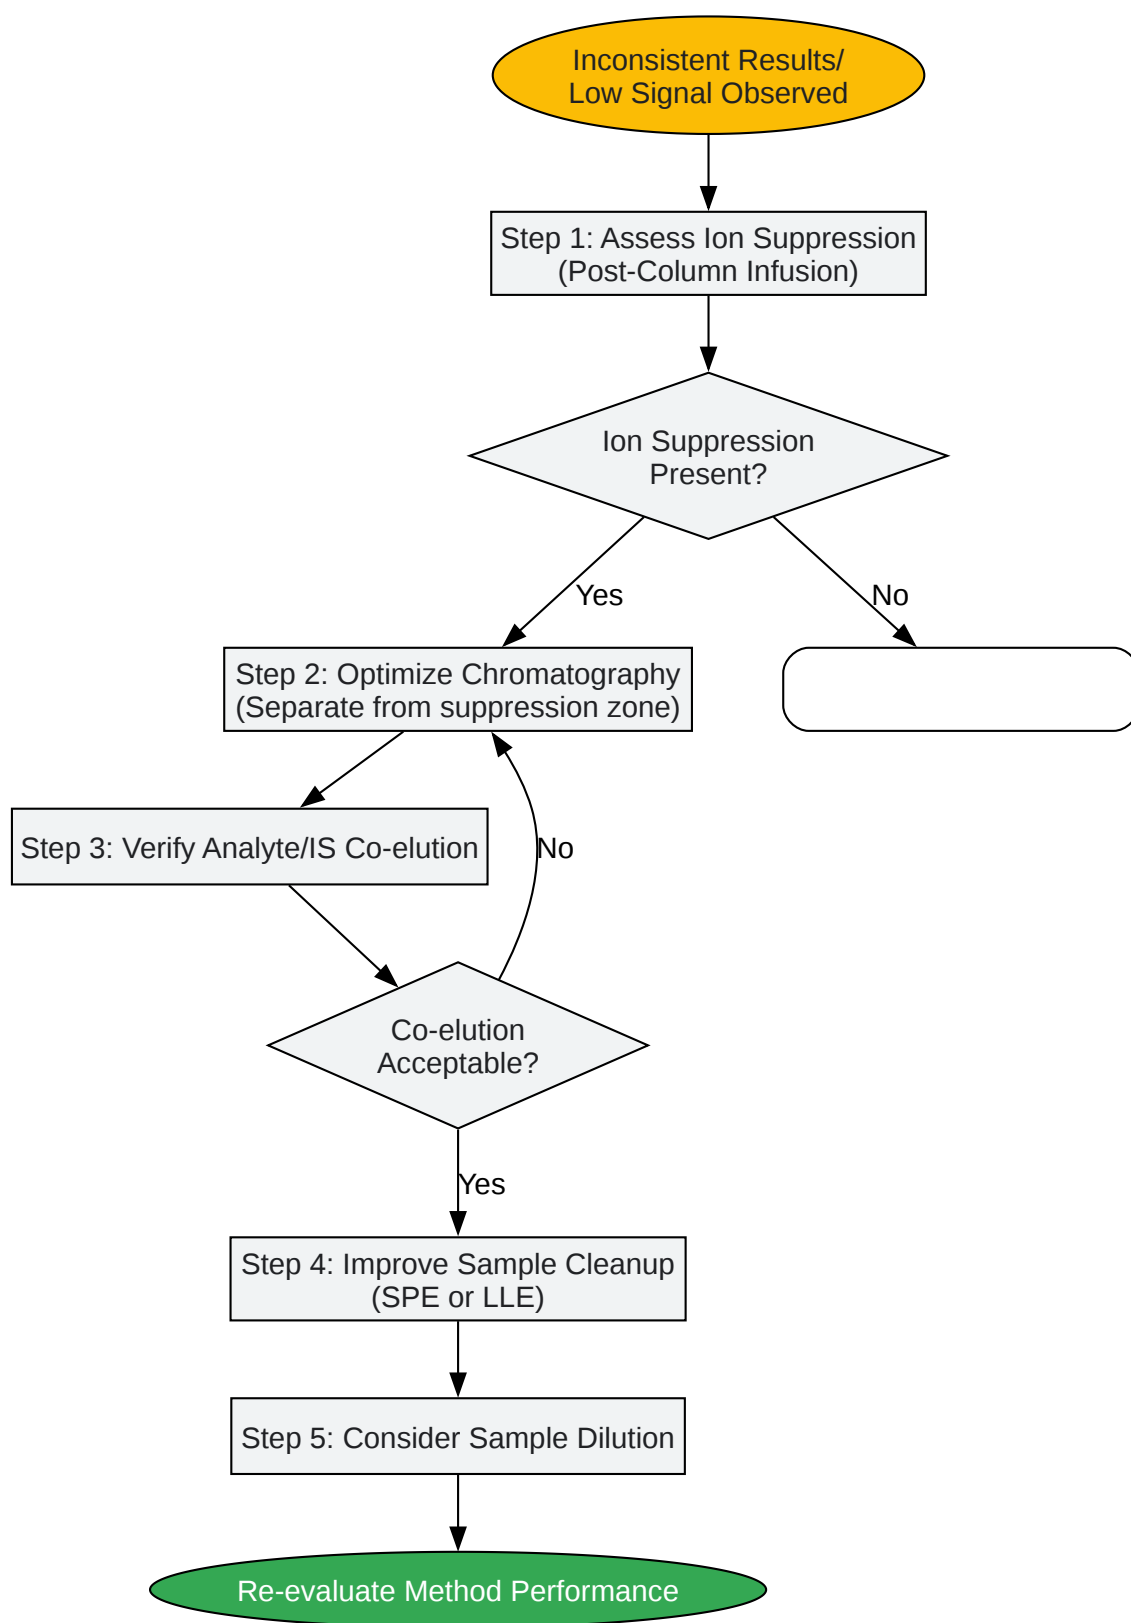 Inconsistent Results/
Low Signal Observed
Step 1: Assess Ion Suppression
(Post-Column Infusion)
Ion Suppression
Present?
Yes
No
Step 2: Optimize Chromatography
(Separate from suppression zone)
Step 3: Verify Analyte/IS Co-elution
No
Co-elution
Acceptable?
Yes
Step 4: Improve Sample Cleanup
(SPE or LLE)
Step 5: Consider Sample Dilution
Re-evaluate Method Performance